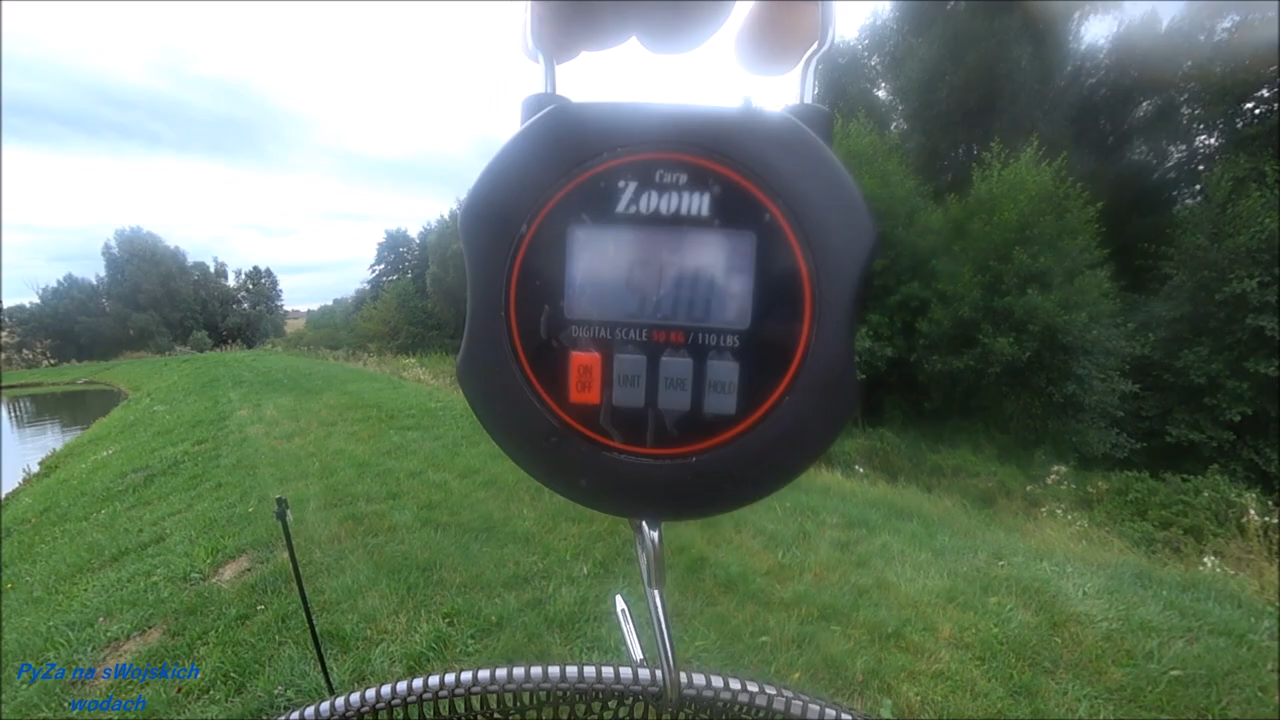 Carp
Zoom
DIGITAL SCALE 50 KG / 110 LBS
ON
OFF
UNIT
TARE
HOLD
PyZa na sWojskich
wodach